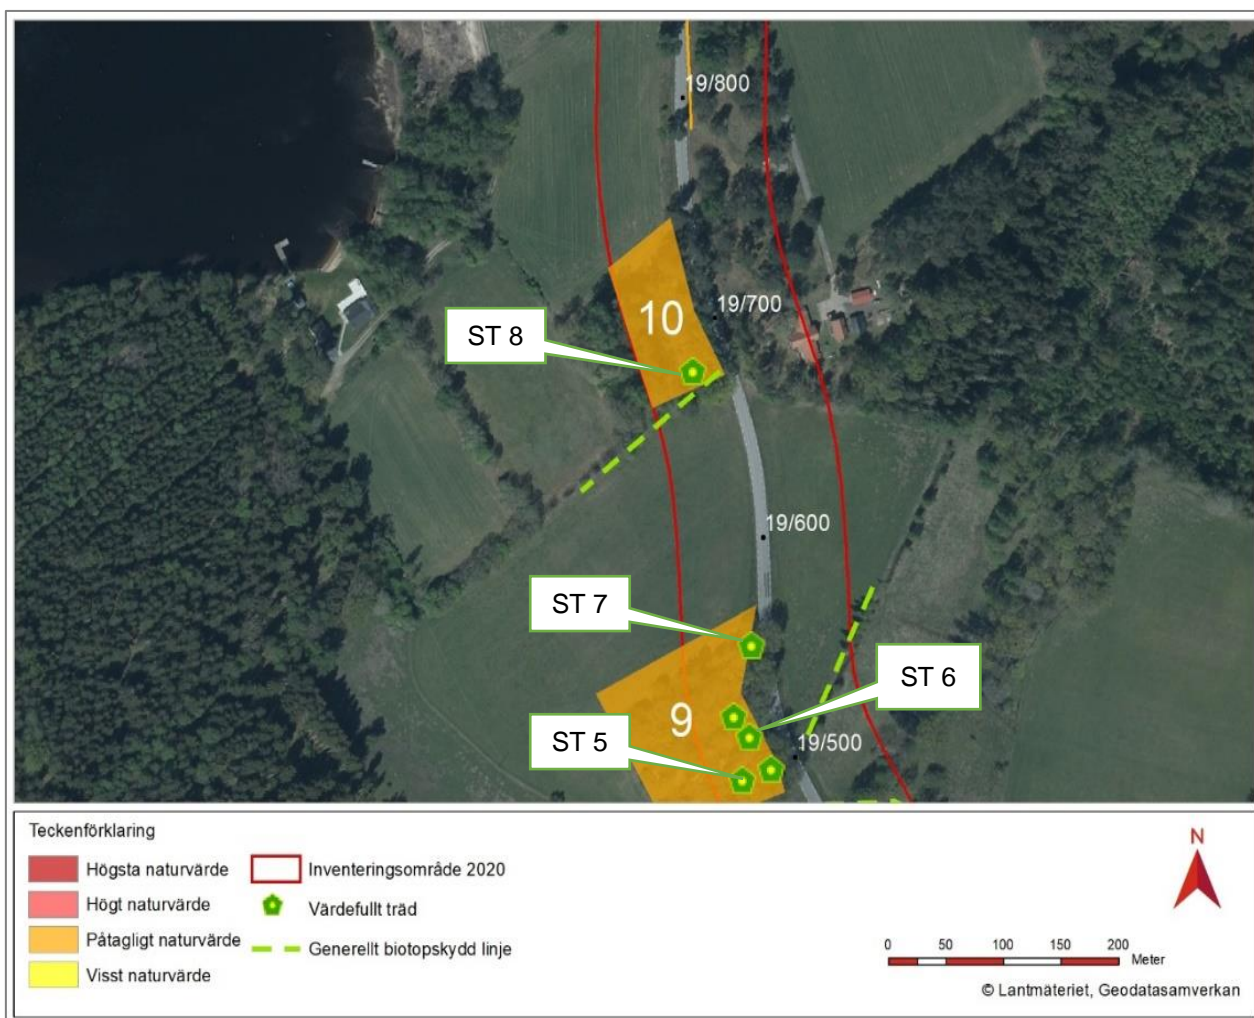 19/800
10
19/700
ST 8
19/600
ST 7
ST 6
9
ST 5
19/500
Teckenförklaring
Högsta naturvärde
Högt naturvärde
Påtagligt naturvärde
Visst naturvärde
Inventeringsområde 2020
Värdefullt träd
Generellt biotopskydd linje
N
0 50 100 150 200
Meter
© Lantmäteriet, Geodatasamverkan